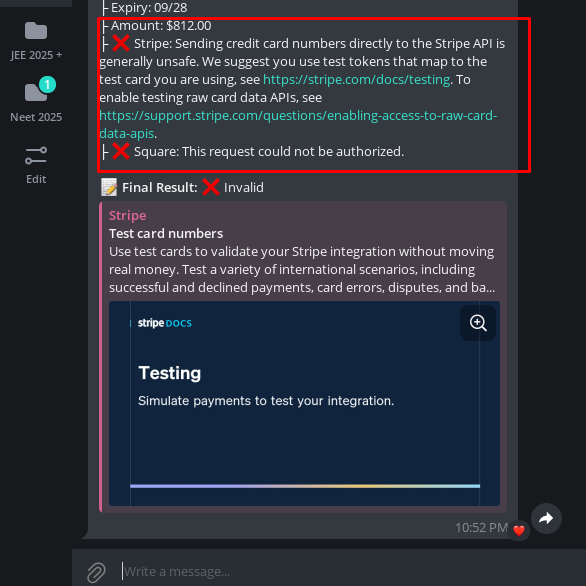 ├ Expiry: 09/28
├ Amount: $812.00
├ ❌ Stripe: Sending credit card numbers directly to the Stripe API is
generally unsafe. We suggest you use test tokens that map to the
test card you are using, see https://stripe.com/docs/testing. To
enable testing raw card data APIs, see
https://support.stripe.com/questions/enabling-access-to-raw-card-
data-apis.
├ ❌ Square: This request could not be authorized.
📝 Final Result: ❌ Invalid
Stripe
Test card numbers
Use test cards to validate your Stripe integration without moving
real money. Test a variety of international scenarios, including
successful and declined payments, card errors, disputes, and ba...
stripe DOCS
Testing
Simulate payments to test your integration.
10:52 PM
Write a message...
JEE 2025 +
1
Neet 2025
Edit